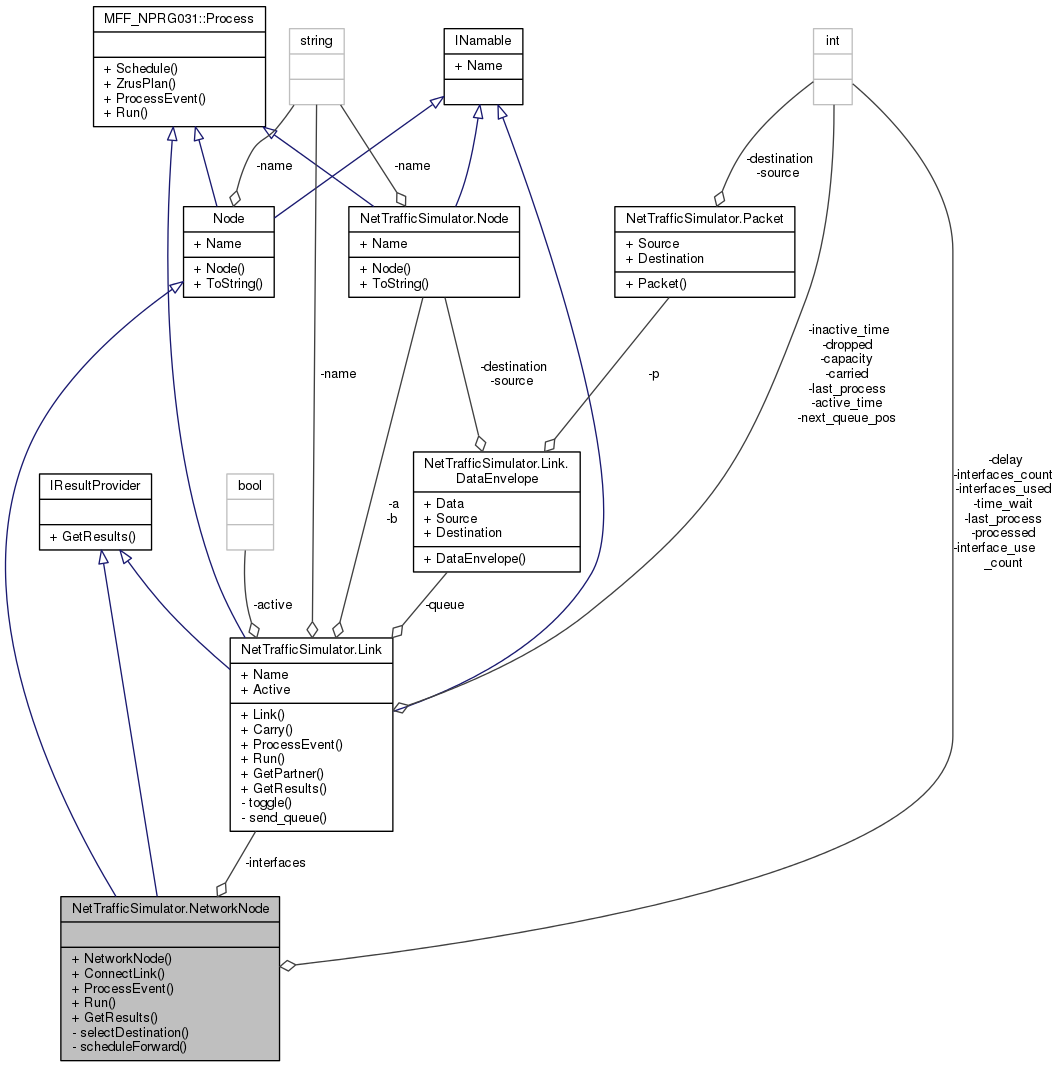 MFF_NPRG031::Process
+ Schedule()
+ ZrusPlan()
+ ProcessEvent()
+ Run()
string
INamable
+ Name
int
-name
-name
-destination
-source
Node
+ Name
+ Node()
+ ToString()
NetTrafficSimulator.Node
+ Name
+ Node()
+ ToString()
NetTrafficSimulator.Packet
+ Source
+ Destination
+ Packet()
-name
-destination
-source
-p
-inactive_time
-dropped
-capacity
-carried
-last_process
-active_time
-next_queue_pos
IResultProvider
+ GetResults()
bool
-a
-b
NetTrafficSimulator.Link.
DataEnvelope
+ Data
+ Source
+ Destination
+ DataEnvelope()
-delay
-interfaces_count
-interfaces_used
-time_wait
-last_process
-processed
-interface_use
_count
-active
-queue
NetTrafficSimulator.Link
+ Name
+ Active
+ Link()
+ Carry()
+ ProcessEvent()
+ Run()
+ GetPartner()
+ GetResults()
- toggle()
- send_queue()
-interfaces
NetTrafficSimulator.NetworkNode
+ NetworkNode()
+ ConnectLink()
+ ProcessEvent()
+ Run()
+ GetResults()
- selectDestination()
- scheduleForward()